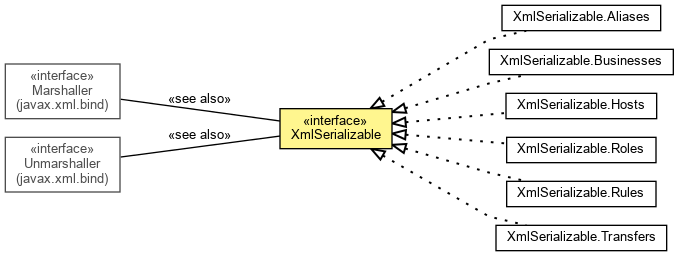 «interface»
Marshaller
(javax.xml.bind)
«interface»
Unmarshaller
(javax.xml.bind)
«see also»
«see also»
«interface»
XmlSerializable
XmlSerializable.Aliases
XmlSerializable.Businesses
XmlSerializable.Hosts
XmlSerializable.Roles
XmlSerializable.Rules
XmlSerializable.Transfers